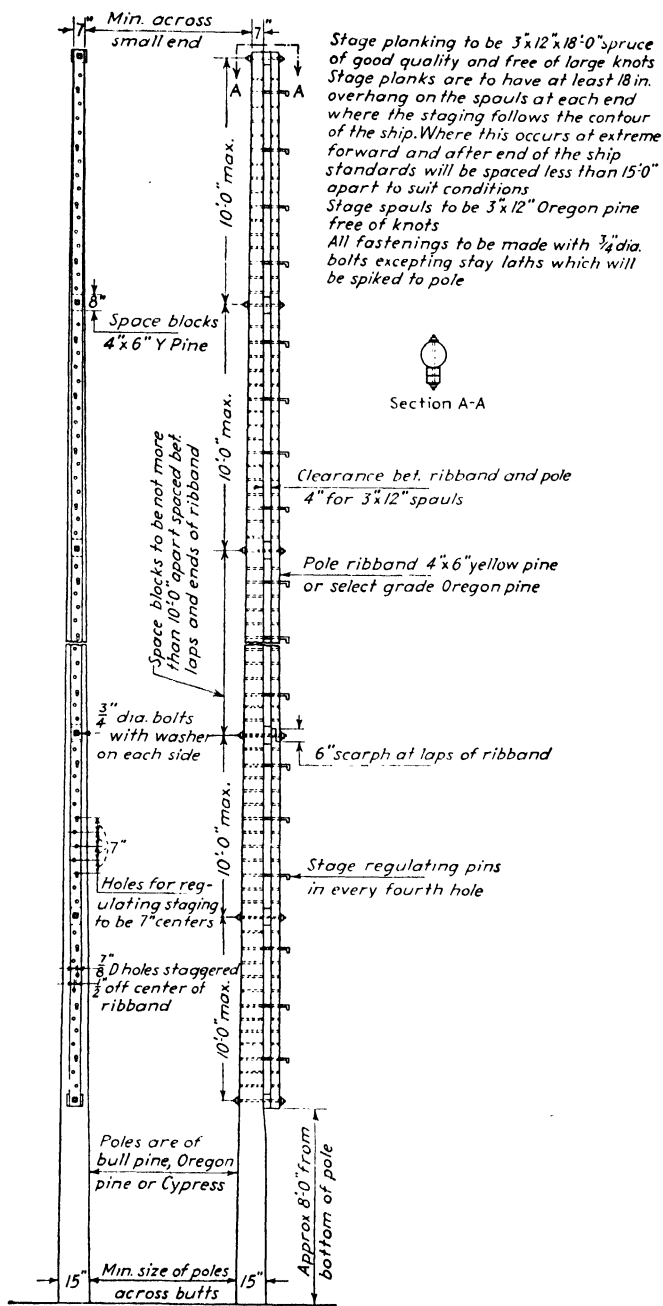 7"
Min. across
small end
7"
A
A
Stage planking to be 3"x12"x18'-0"spruce
of good quality and free of large knots
Stage planks are to have at least 18 in.
overhang on the spauls at each end
where the staging follows the contour
of the ship. Where this occurs at extreme
forward and after end of the ship
standards will be spaced less than 15'-0"
apart to suit conditions
Stage spauls to be 3"x12" Oregon pine
free of knots
All fastenings to be made with 3/4"dia.
bolts excepting stay laths which will
be spiked to pole
10'-0" max.
8"
Space blocks
4"x6" Y Pine
Section A-A
10'-0" max.
Space blocks to be not more
than 10'-0" apart spaced bet.
laps and ends of ribband
Clearance bet. ribband and pole
4" for 3"x12" spauls
Pole ribband 4"x6" yellow pine
or select grade Oregon pine
3/4" dia. bolts
with washer
on each side
6" scarph at laps of ribband
10'-0" max.
7"
Stage regulating pins
in every fourth hole
Holes for reg-
ulating staging
to be 7" centers
7/8" D holes staggered
1/2" off center of
ribband
10'-0" max.
Poles are of
bull pine, Oregon
pine or Cypress
Approx 8'-0" from
bottom of pole
15"
Min. size of poles
across butts
15"